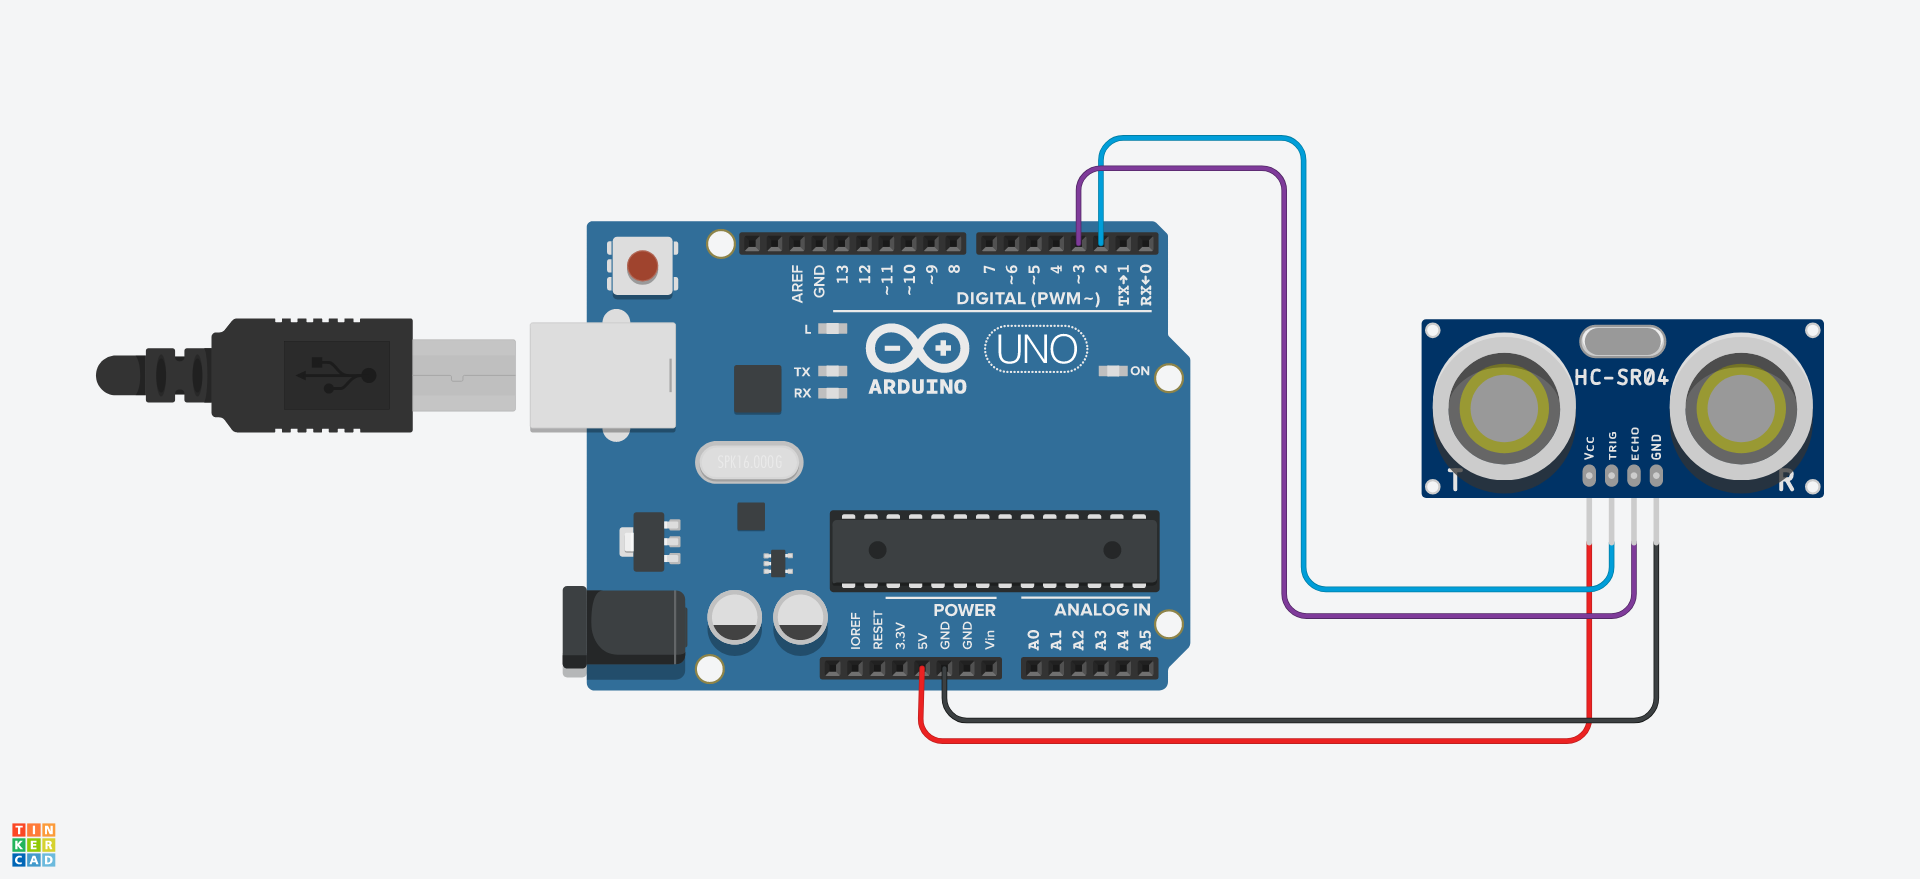 AREF
GND
13
12
~11
~10
~9
8
7
~6
~5
4
~3
2
TX→1
RX←0
DIGITAL (PWM~)
L
TX
RX
UNO
ARDUINO
ON
SPK16.000G
HC-SR04
VCC
TRIG
ECHO
GND
T
R
POWER
ANALOG IN
IOREF
RESET
3.3V
5V
GND
GND
Vin
A0
A1
A2
A3
A4
A5
TIN
KER
CAD